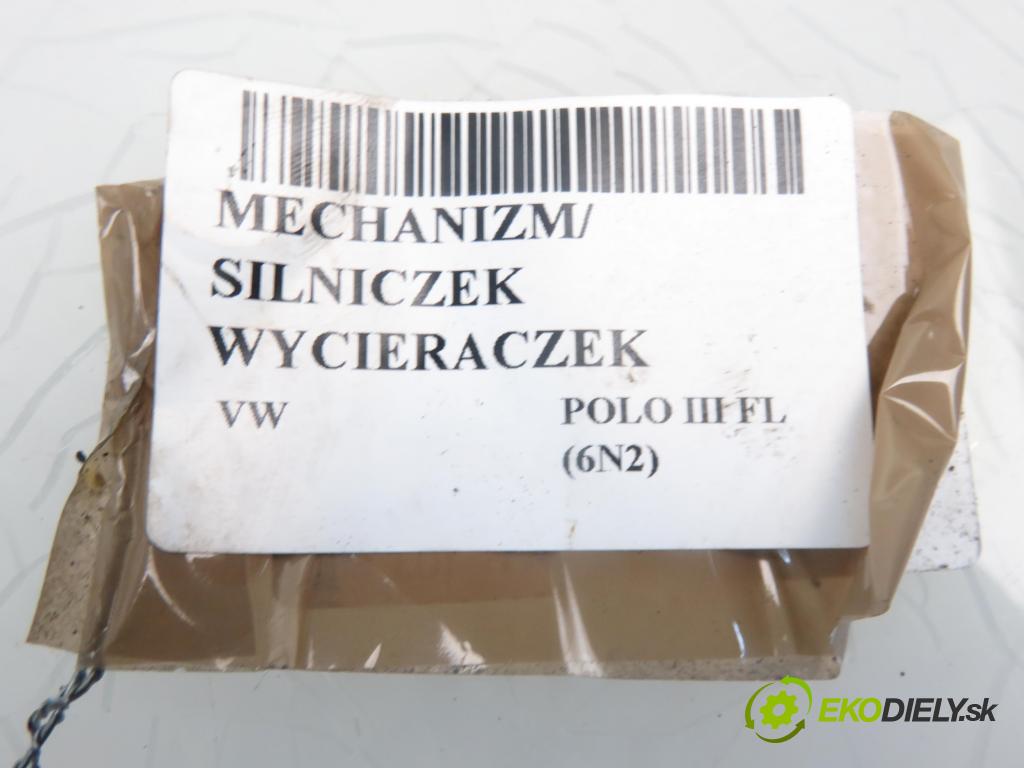 MECHANIZM/
SILNICZEK
WYCIERACZEK
VW POLO III FL
(6N2)
EKODIELY.sk